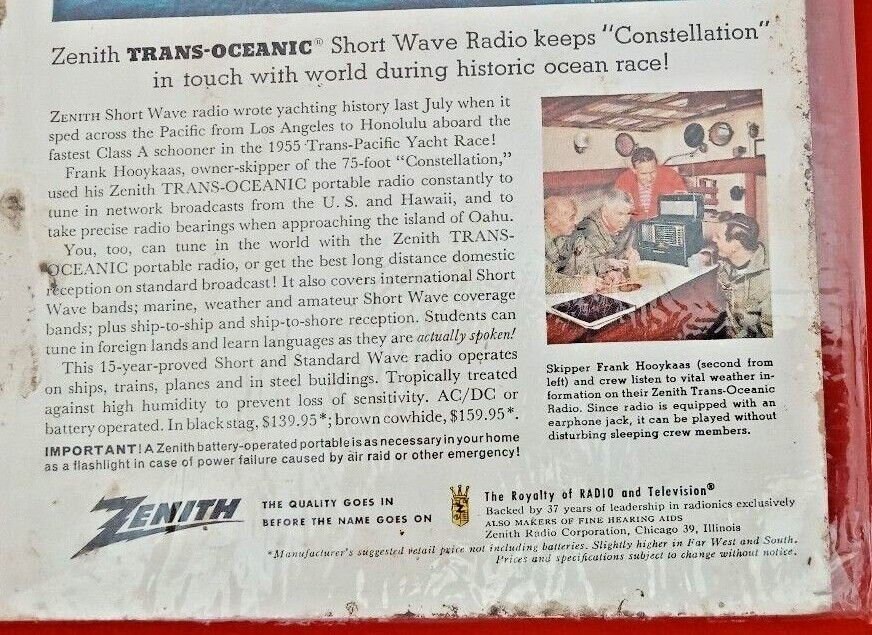 Zenith TRANS-OCEANIC® Short Wave Radio keeps "Constellation"
in touch with world during historic ocean race!
ZENITH Short Wave radio wrote yachting history last July when it
sped across the Pacific from Los Angeles to Honolulu aboard the
fastest Class A schooner in the 1955 Trans-Pacific Yacht Race!
Frank Hooykaas, owner-skipper of the 75-foot "Constellation,"
used his Zenith TRANS-OCEANIC portable radio constantly to
tune in network broadcasts from the U. S. and Hawaii, and to
take precise radio bearings when approaching the island of Oahu.
You, too, can tune in the world with the Zenith TRANS-
OCEANIC portable radio, or get the best long distance domestic
reception on standard broadcast! It also covers international Short
Wave bands; marine, weather and amateur Short Wave coverage
bands; plus ship-to-ship and ship-to-shore reception. Students can
tune in foreign lands and learn languages as they are actually spoken!
This 15-year-proved Short and Standard Wave radio operates
on ships, trains, planes and in steel buildings. Tropically treated
against high humidity to prevent loss of sensitivity. AC/DC or
battery operated. In black stag, $139.95*; brown cowhide, $159.95*.
IMPORTANT! A Zenith battery-operated portable is as necessary in your home
as a flashlight in case of power failure caused by air raid or other emergency!
Skipper Frank Hooykaas (second from
left) and crew listen to vital weather in-
formation on their Zenith Trans-Oceanic
Radio. Since radio is equipped with an
earphone jack, it can be played without
disturbing sleeping crew members.
ZENITH
THE QUALITY GOES IN
BEFORE THE NAME GOES ON
The Royalty of RADIO and Television®
Backed by 37 years of leadership in radionics exclusively
ALSO MAKERS OF FINE HEARING AIDS
Zenith Radio Corporation, Chicago 39, Illinois
*Manufacturer's suggested retail price not including batteries. Slightly higher in Far West and South.
Prices and specifications subject to change without notice.